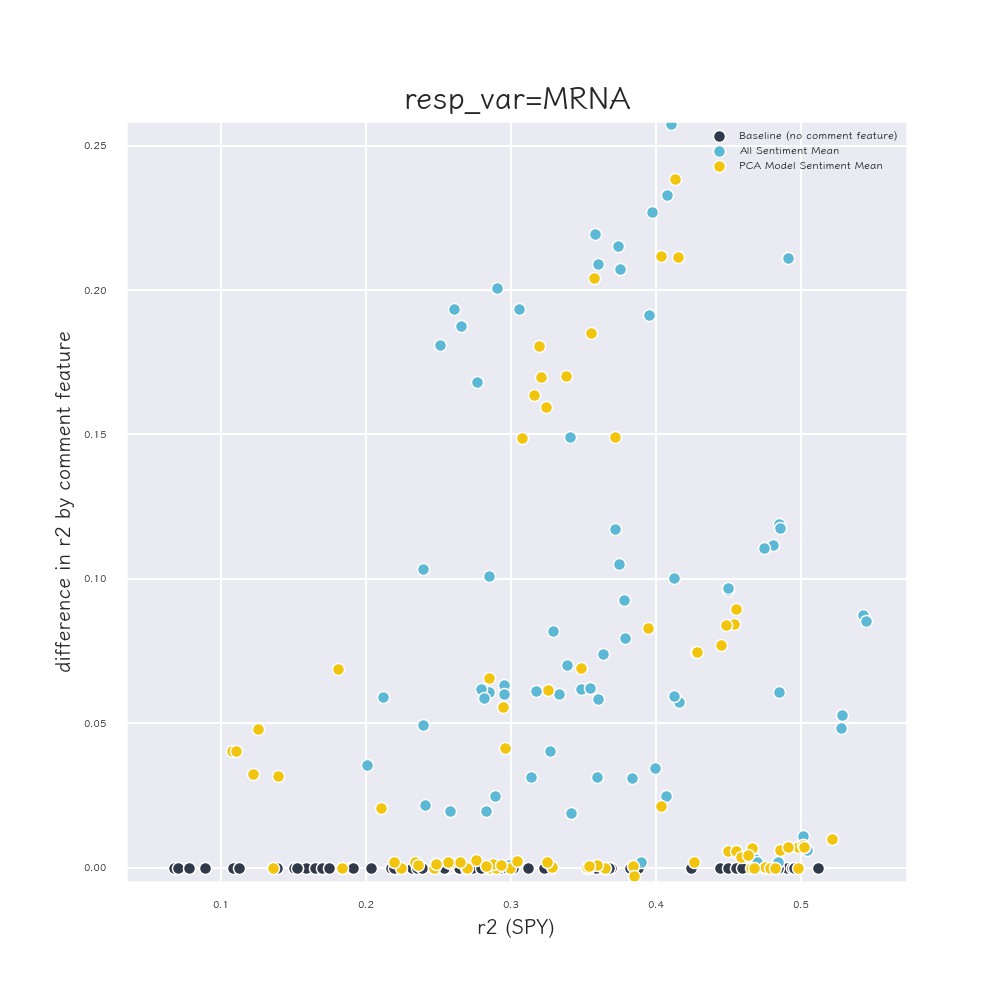 resp_var=MRNA
Baseline (no comment feature)
All Sentiment Mean
PCA Model Sentiment Mean
difference in r2 by comment feature
0.25
0.20
0.15
0.10
0.05
0.00
0.1 0.2 0.3 0.4 0.5
r2 (SPY)